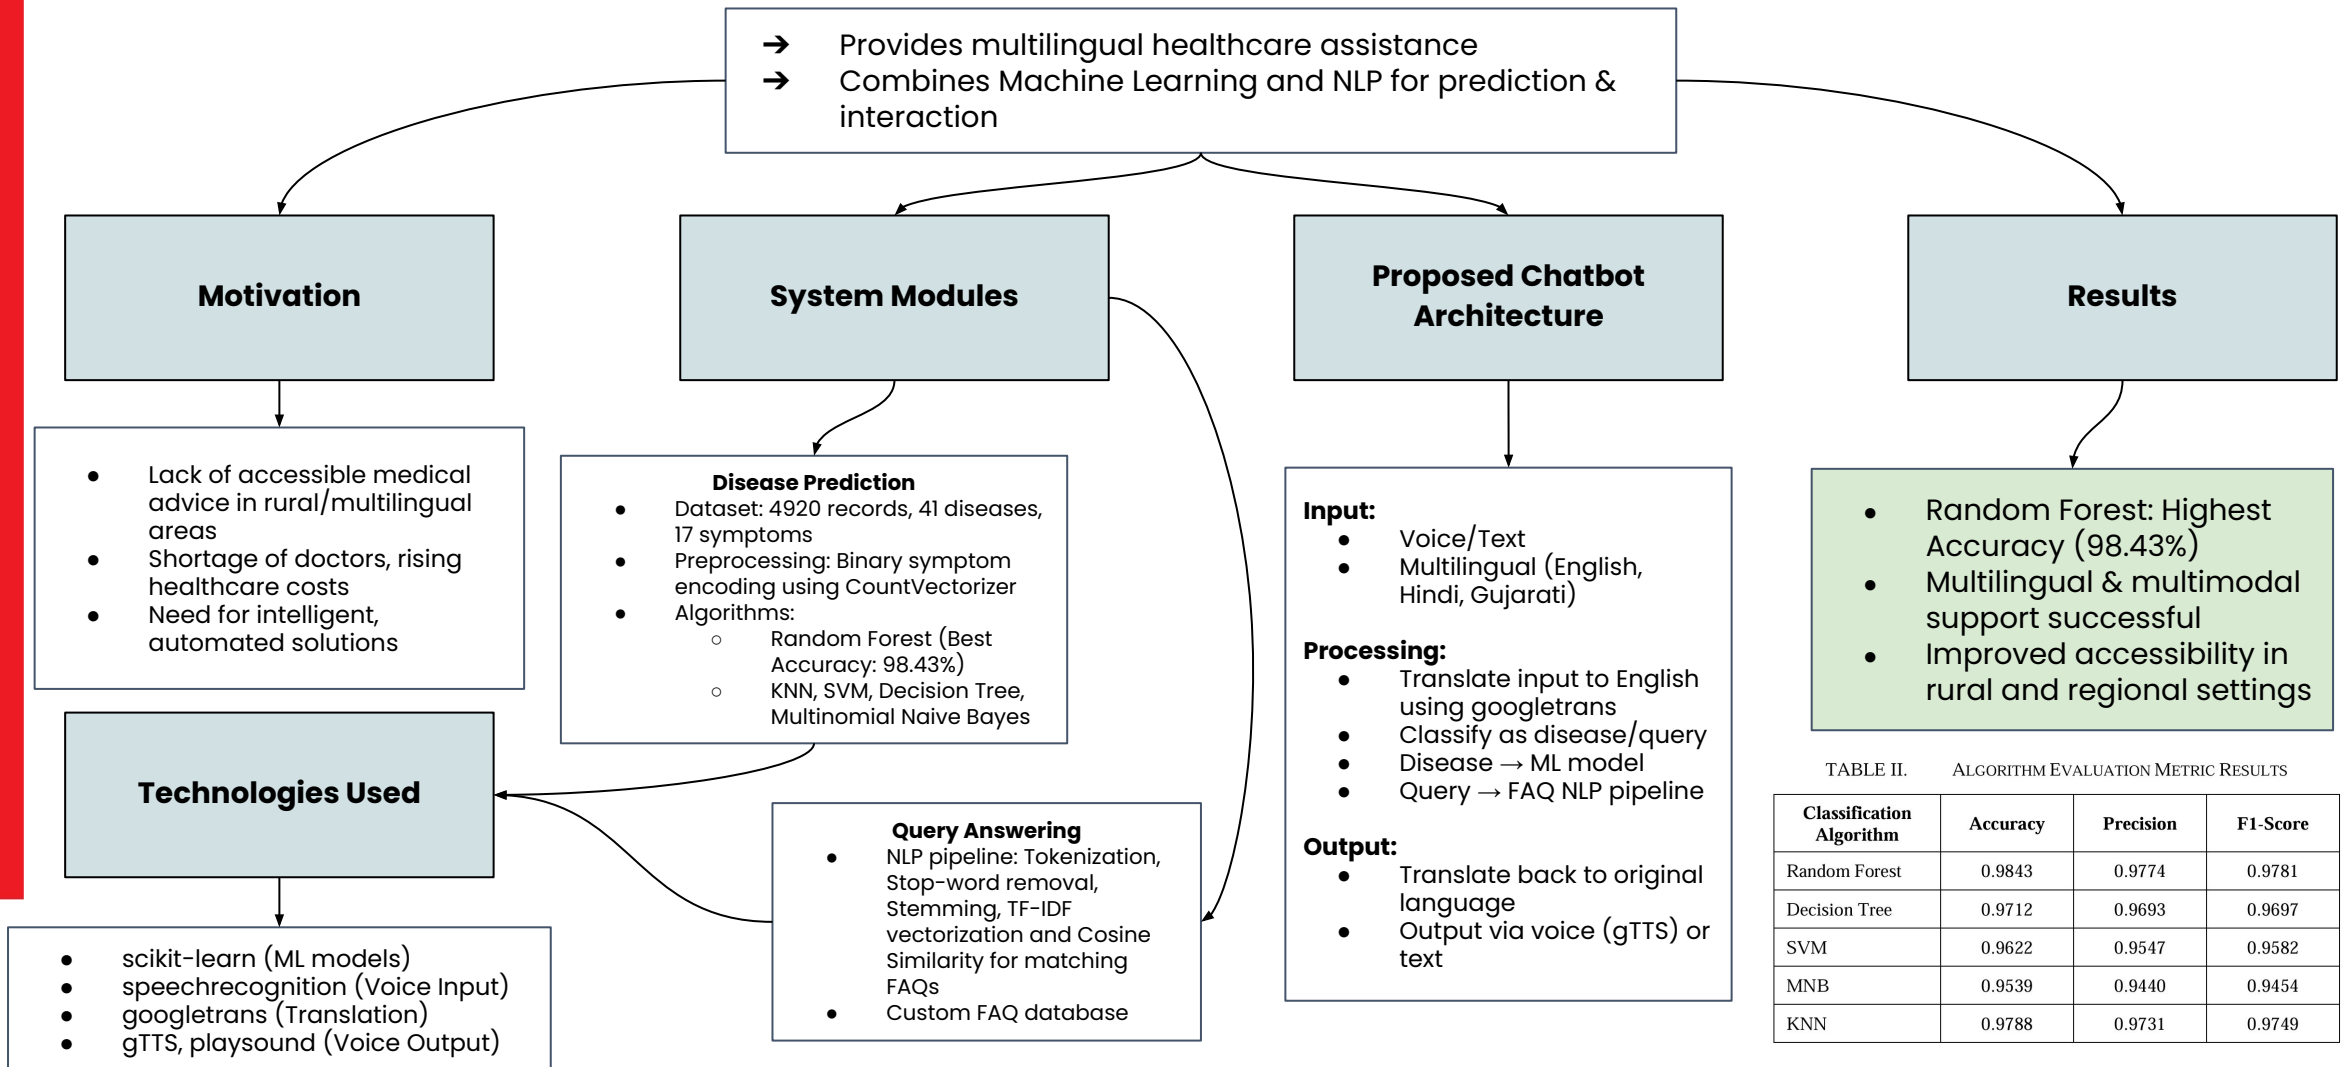 ➔ Provides multilingual healthcare assistance
➔ Combines Machine Learning and NLP for prediction &
interaction
Motivation
System Modules
Proposed Chatbot
Architecture
Results
● Lack of accessible medical
advice in rural/multilingual
areas
● Shortage of doctors, rising
healthcare costs
● Need for intelligent,
automated solutions
Disease Prediction
● Dataset: 4920 records, 41 diseases,
17 symptoms
● Preprocessing: Binary symptom
encoding using CountVectorizer
● Algorithms:
○ Random Forest (Best
Accuracy: 98.43%)
○ KNN, SVM, Decision Tree,
Multinomial Naive Bayes
Input:
● Voice/Text
● Multilingual (English,
Hindi, Gujarati)
Processing:
● Translate input to English
using googletrans
● Classify as disease/query
● Disease → ML model
● Query → FAQ NLP pipeline
Output:
● Translate back to original
language
● Output via voice (gTTS) or
text
● Random Forest: Highest
Accuracy (98.43%)
● Multilingual & multimodal
support successful
● Improved accessibility in
rural and regional settings
Technologies Used
● scikit-learn (ML models)
● speechrecognition (Voice Input)
● googletrans (Translation)
● gTTS, playsound (Voice Output)
Query Answering
● NLP pipeline: Tokenization,
Stop-word removal,
Stemming, TF-IDF
vectorization and Cosine
Similarity for matching
FAQs
● Custom FAQ database
TABLE II. ALGORITHM EVALUATION METRIC RESULTS
Classification
Algorithm Accuracy Precision F1-Score
Random Forest 0.9843 0.9774 0.9781
Decision Tree 0.9712 0.9693 0.9697
SVM 0.9622 0.9547 0.9582
MNB 0.9539 0.9440 0.9454
KNN 0.9788 0.9731 0.9749